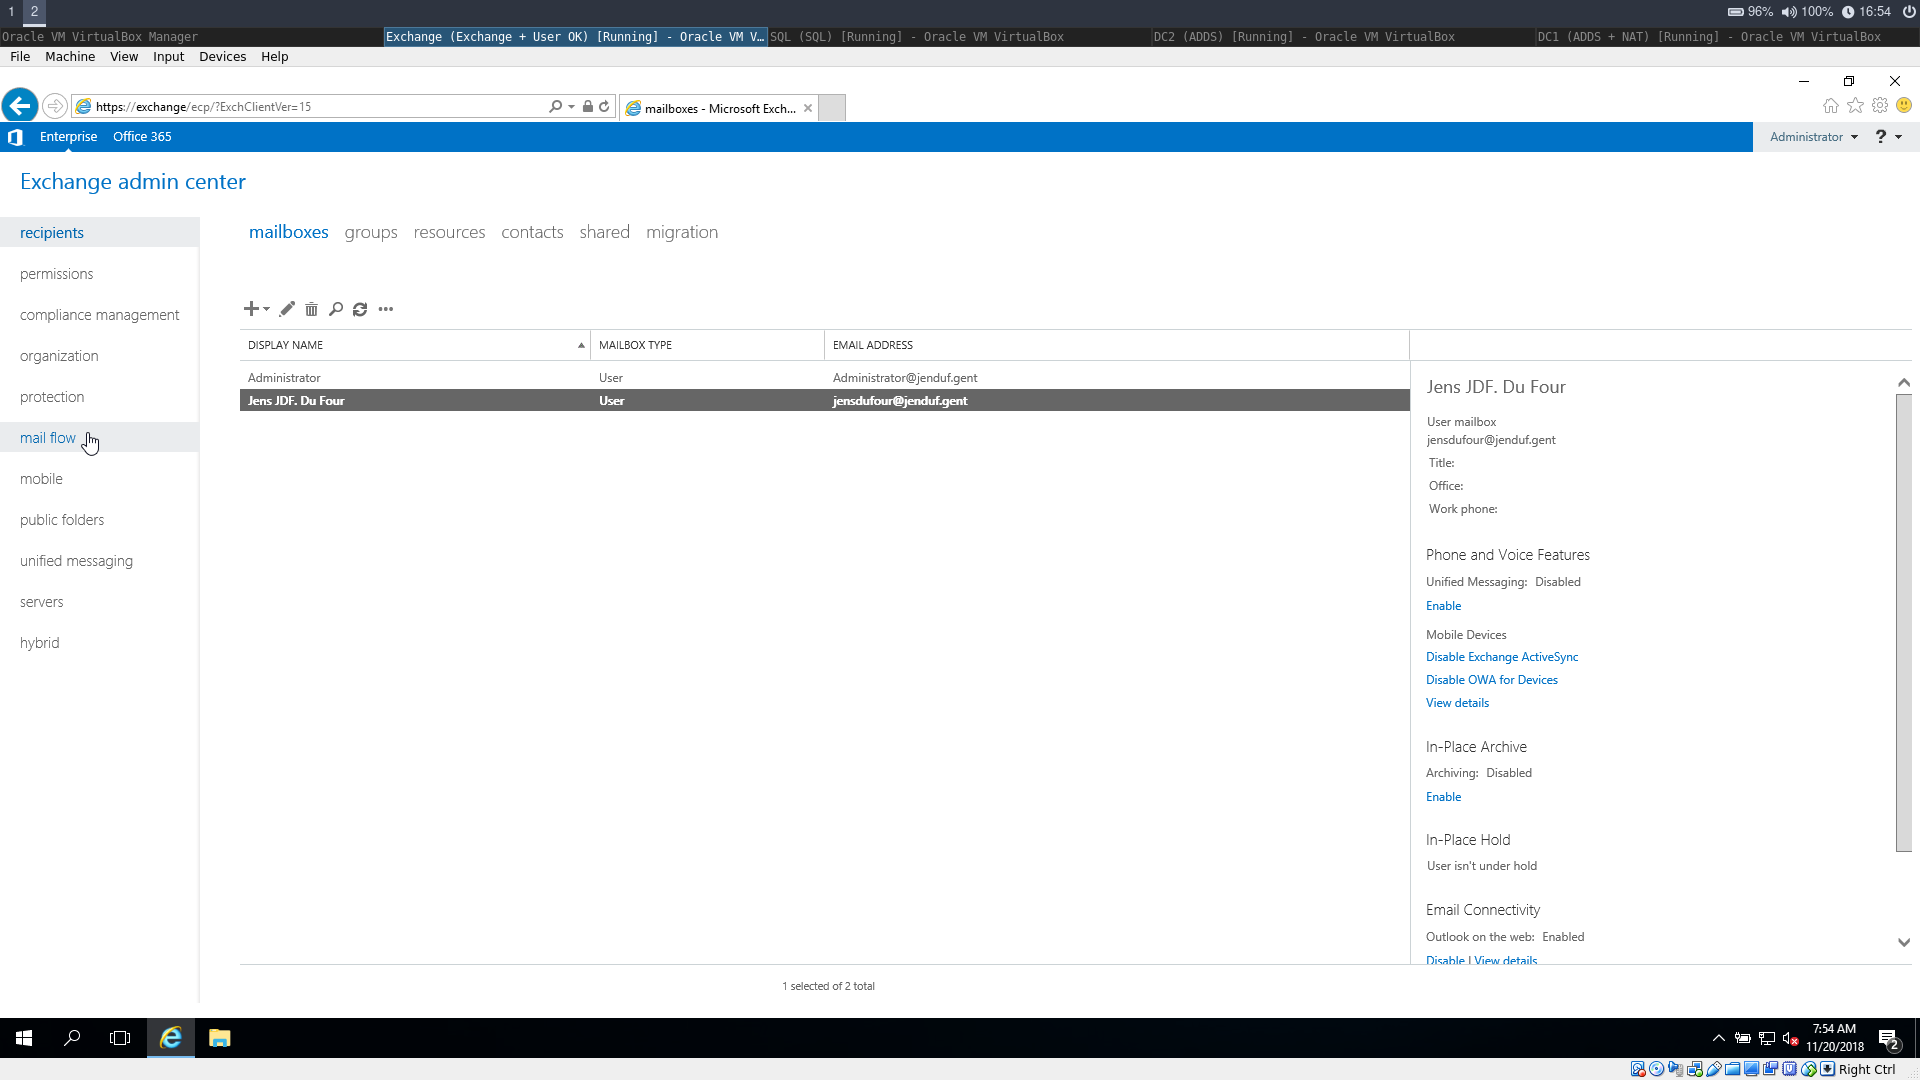 1 2 96% 100% 16:54
Oracle VM VirtualBox Manager
Exchange (Exchange + User OK) [Running] - Oracle VM V…
SQL (SQL) [Running] - Oracle VM VirtualBox
DC2 (ADDS) [Running] - Oracle VM VirtualBox
DC1 (ADDS + NAT) [Running] - Oracle VM VirtualBox
File Machine View Input Devices Help
https://exchange/ecp/?ExchClientVer=15
mailboxes - Microsoft Exch...
Enterprise Office 365
Administrator ?
Exchange admin center
recipients
permissions
compliance management
organization
protection
mail flow
mobile
public folders
unified messaging
servers
hybrid
mailboxes groups resources contacts shared migration
DISPLAY NAME MAILBOX TYPE EMAIL ADDRESS
Administrator User Administrator@jenduf.gent
Jens JDF. Du Four User jensdufour@jenduf.gent
1 selected of 2 total
Jens JDF. Du Four
User mailbox
jensdufour@jenduf.gent
Title:
Office:
Work phone:
Phone and Voice Features
Unified Messaging: Disabled
Enable
Mobile Devices
Disable Exchange ActiveSync
Disable OWA for Devices
View details
In-Place Archive
Archiving: Disabled
Enable
In-Place Hold
User isn't under hold
Email Connectivity
Outlook on the web: Enabled
Disable | View details
7:54 AM
11/20/2018
2
Right Ctrl